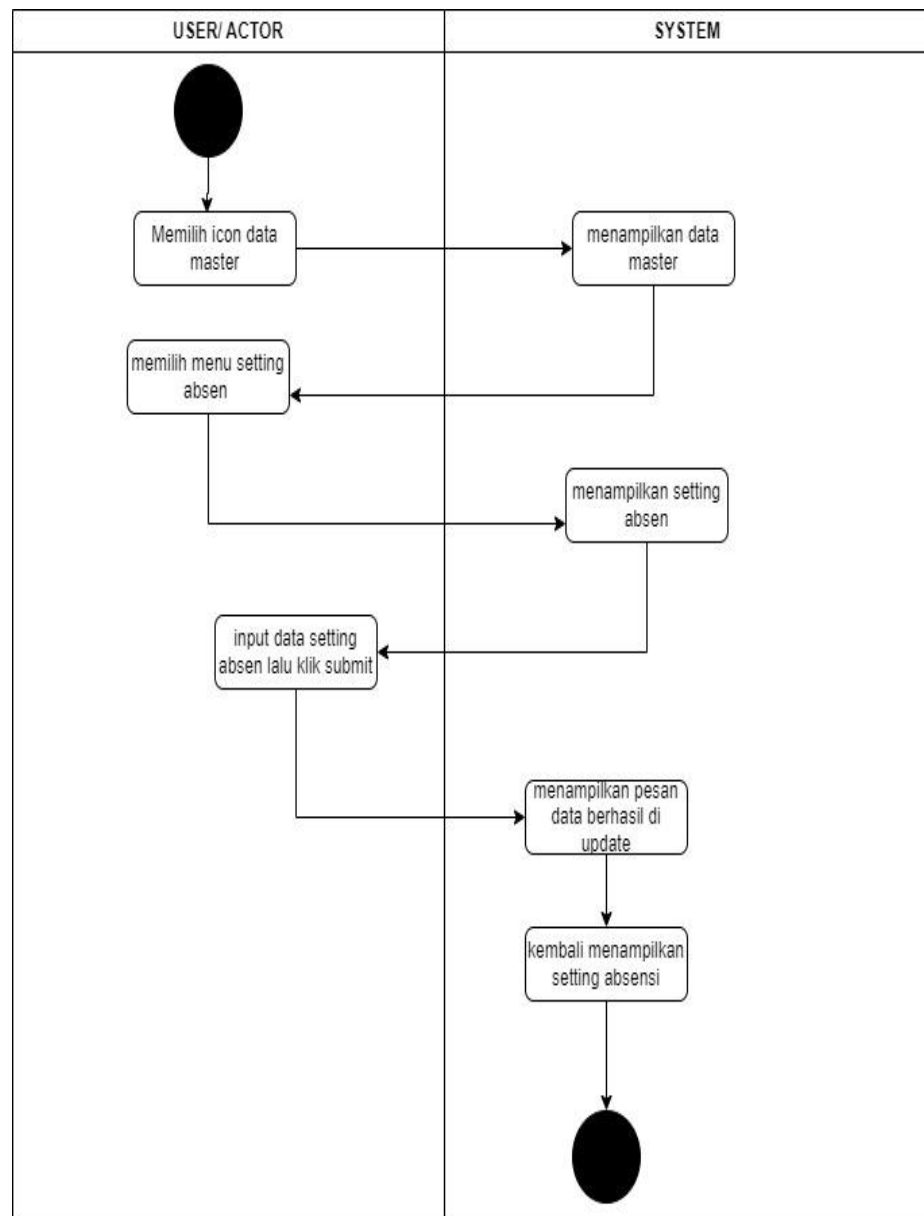 USER/ ACTOR
SYSTEM
Memilih icon data
master
menampilkan data
master
memilih menu setting
absen
menampilkan setting
absen
input data setting
absen lalu klik submit
menampilkan pesan
data berhasil di
update
kembali menampilkan
setting absensi